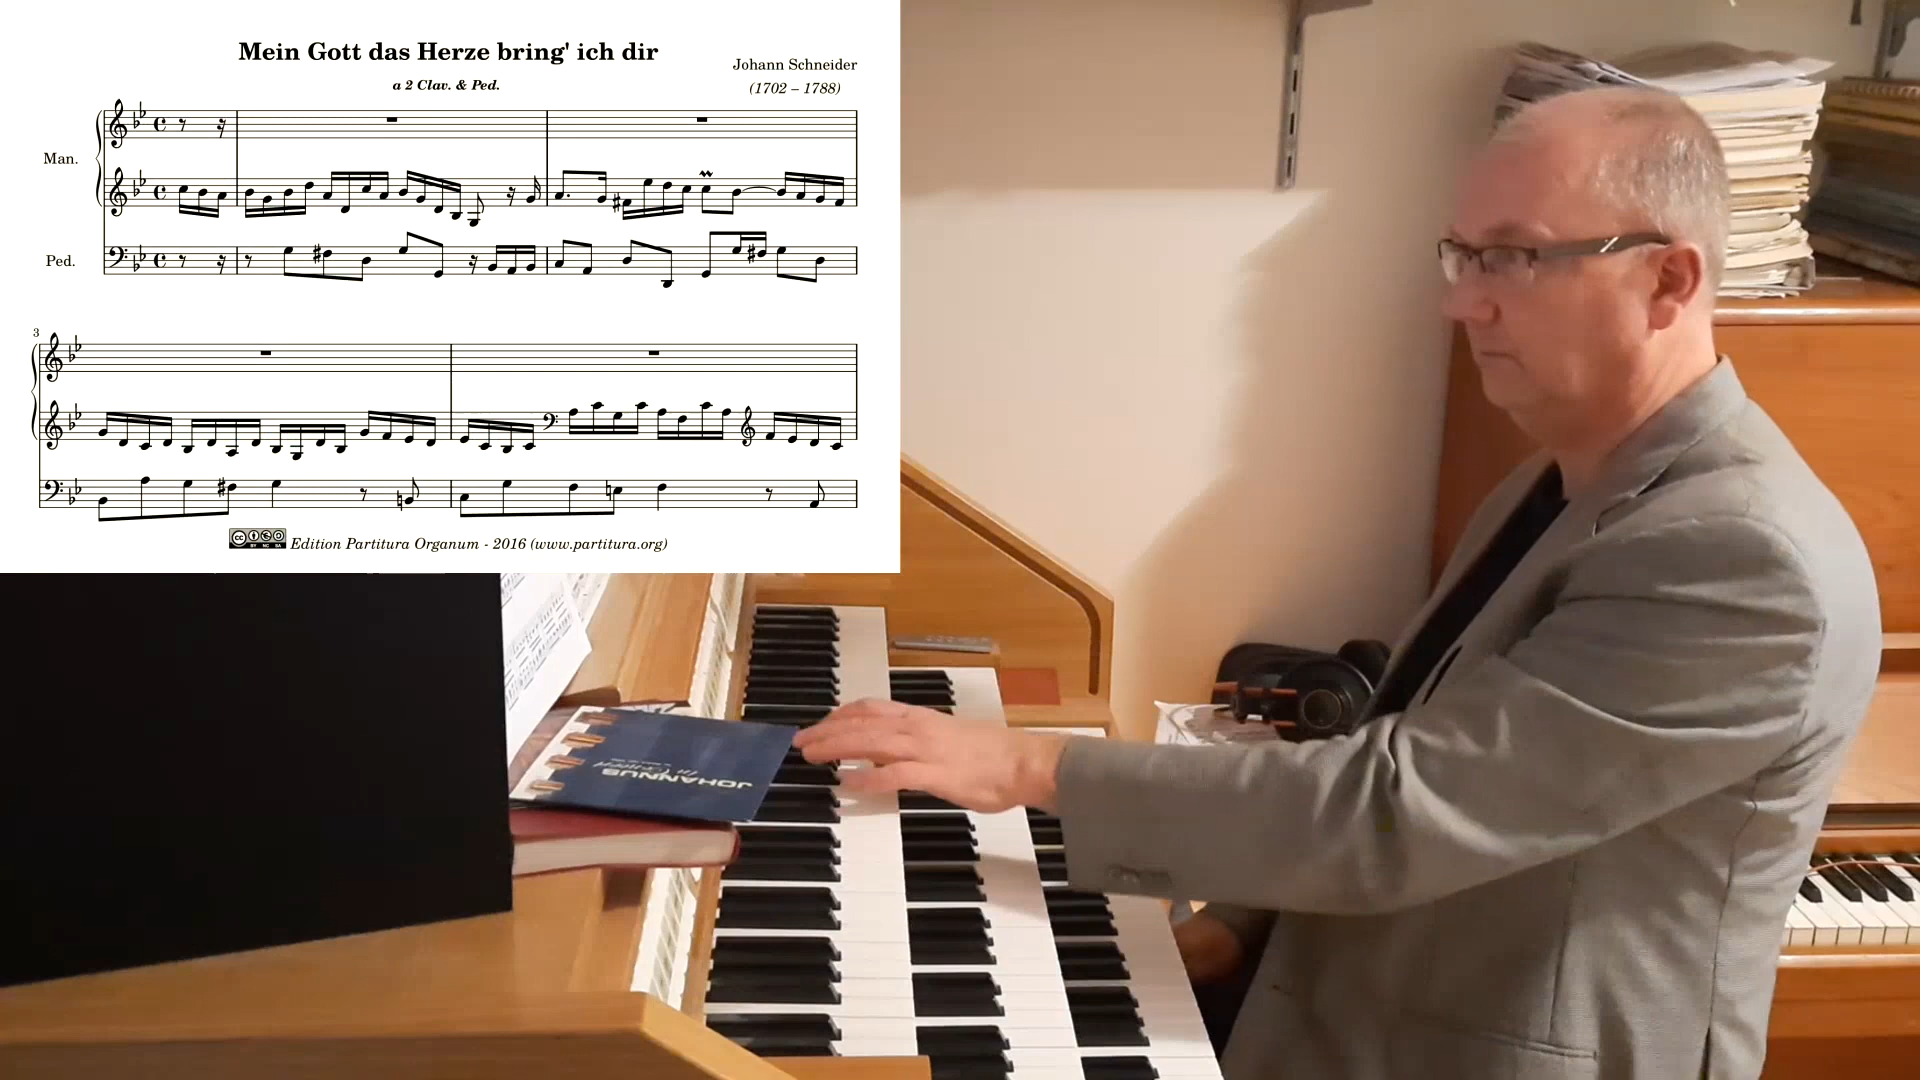 Mein Gott das Herze bring' ich dir
Johann Schneider
a 2 Clav. & Ped.
(1702 – 1788)
Man.
Ped.
3
Edition Partitura Organum - 2016 (www.partitura.org)
JOHANNUS